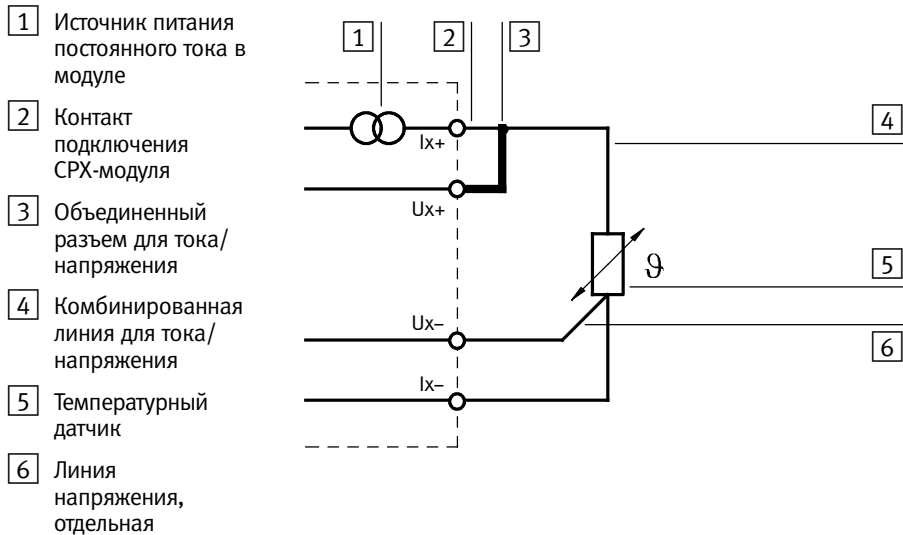 1 Источник питания
постоянного тока в
модуле
2 Контакт
подключения
CPX-модуля
3 Объединенный
разъем для тока/
напряжения
4 Комбинированная
линия для тока/
напряжения
5 Температурный
датчик
6 Линия
напряжения,
отдельная
1 2 3
4
Ix+
Ux+
ϑ
5
Ux–
6
Ix–